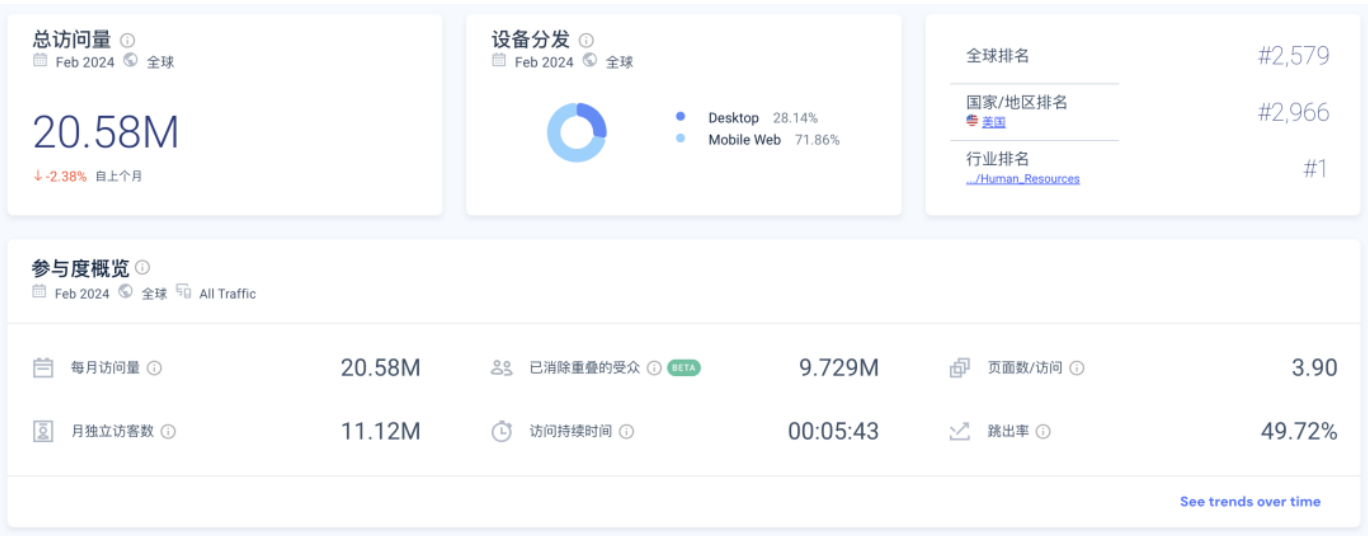 总访问量
Feb 2024 全球
20.58M
-2.38% 自上个月
设备分发
Feb 2024 全球
Desktop 28.14%
Mobile Web 71.86%
全球排名 #2,579
国家/地区排名 #2,966
美国
行业排名 #1
.../Human_Resources
参与度概览
Feb 2024 全球 All Traffic
每月访问量 20.58M
已消除重叠的受众 BETA 9.729M
页面数/访问 3.90
月独立访客数 11.12M
访问持续时间 00:05:43
跳出率 49.72%
See trends over time